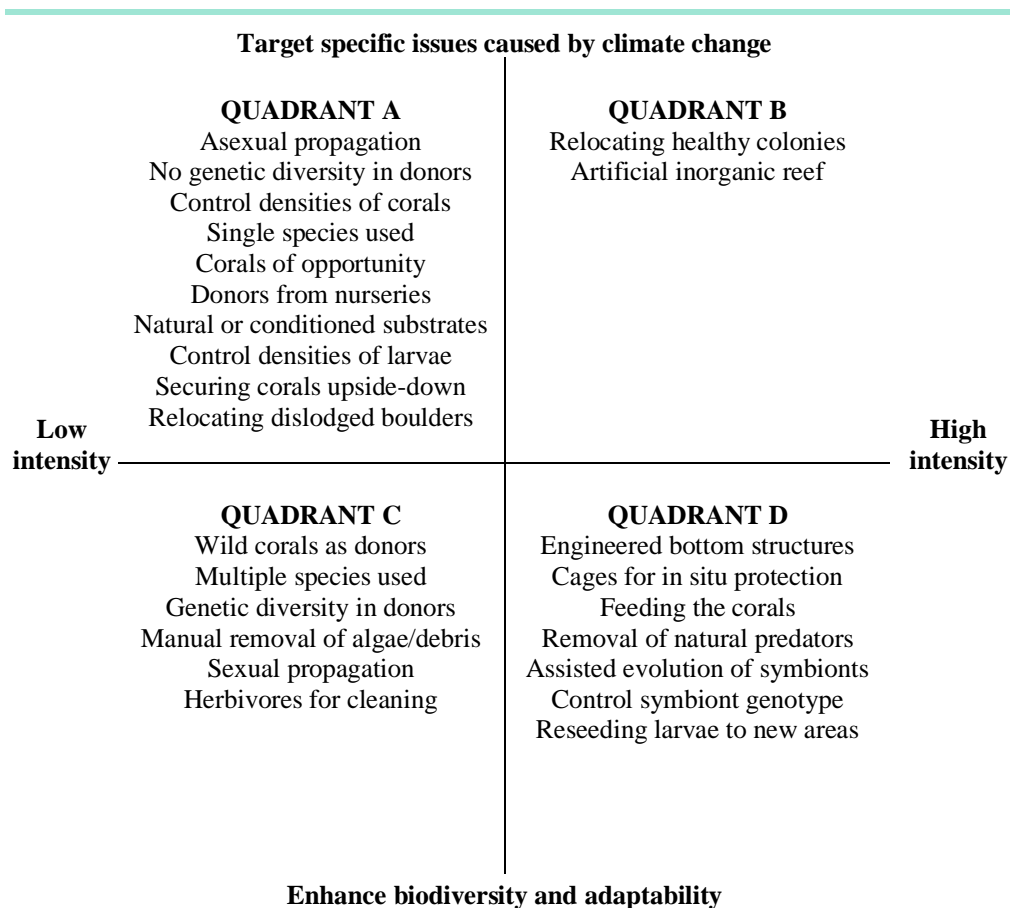 Target specific issues caused by climate change
QUADRANT A
Asexual propagation
No genetic diversity in donors
Control densities of corals
Single species used
Corals of opportunity
Donors from nurseries
Natural or conditioned substrates
Control densities of larvae
Securing corals upside-down
Relocating dislodged boulders
QUADRANT B
Relocating healthy colonies
Artificial inorganic reef
Low
intensity
High
intensity
QUADRANT C
Wild corals as donors
Multiple species used
Genetic diversity in donors
Manual removal of algae/debris
Sexual propagation
Herbivores for cleaning
QUADRANT D
Engineered bottom structures
Cages for in situ protection
Feeding the corals
Removal of natural predators
Assisted evolution of symbionts
Control symbiont genotype
Reseeding larvae to new areas
Enhance biodiversity and adaptability